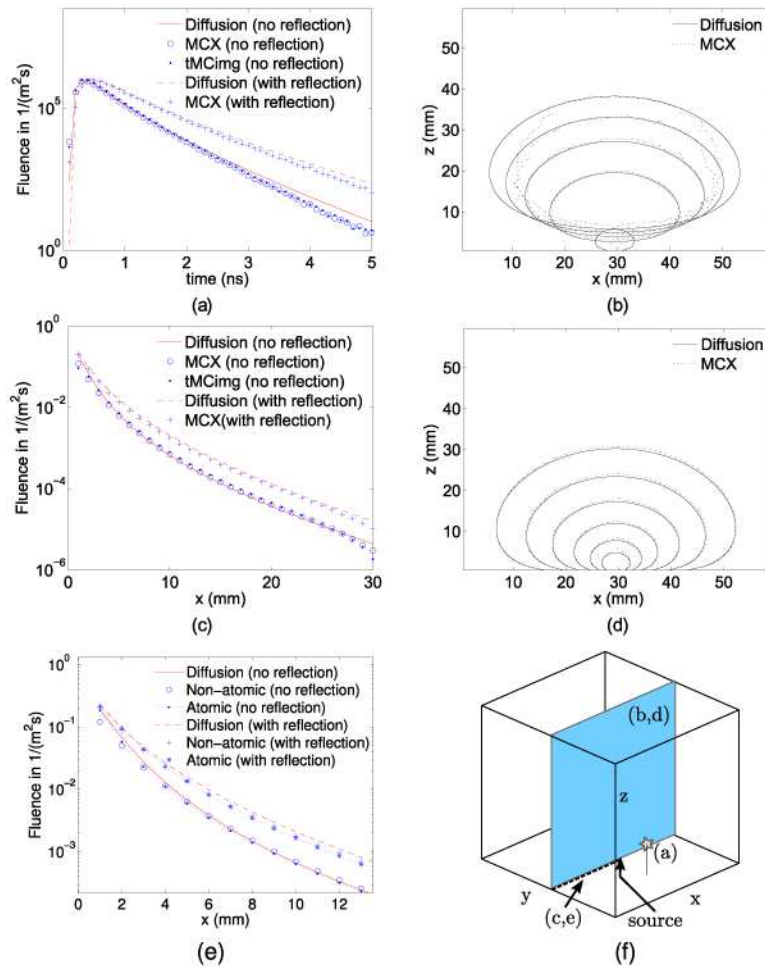 Diffusion (no reflection)
MCX (no reflection)
tMCimg (no reflection)
Diffusion (with reflection)
MCX (with reflection)
Fluence in 1/(m²s)
10⁵
10⁰
0 1 2 3 4 5
time (ns)
(a)
Diffusion
MCX
z (mm)
50
40
30
20
10
10 20 30 40 50
x (mm)
(b)
Diffusion (no reflection)
MCX (no reflection)
tMCimg (no reflection)
Diffusion (with reflection)
MCX(with reflection)
Fluence in 1/(m²s)
10⁰
10⁻²
10⁻⁴
10⁻⁶
0 10 20 30
x (mm)
(c)
Diffusion
MCX
z (mm)
50
40
30
20
10
10 20 30 40 50
x (mm)
(d)
Diffusion (no reflection)
Non-atomic (no reflection)
Atomic (no reflection)
Diffusion (with reflection)
Non-atomic (with reflection)
Atomic (with reflection)
Fluence in 1/(m²s)
10⁰
10⁻¹
10⁻²
10⁻³
0 2 4 6 8 10 12
x (mm)
(e)
(b,d)
z
(a)
y
(c,e)
source
x
(f)